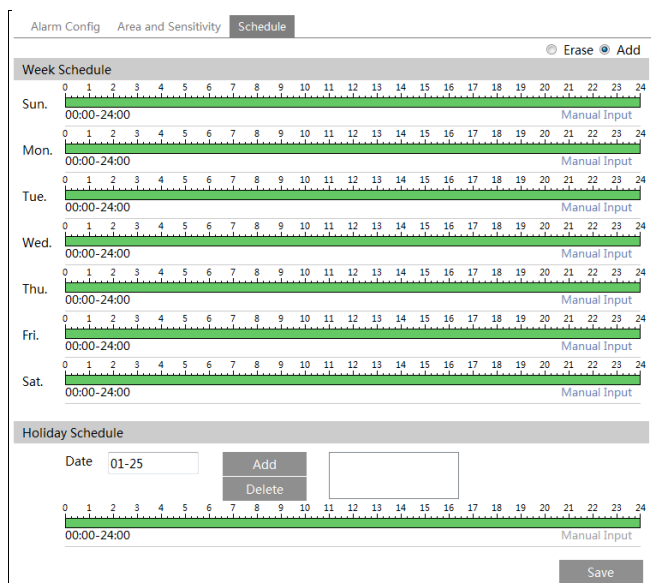 Alarm Config Area and Sensitivity Schedule
Erase Add
Week Schedule
0 1 2 3 4 5 6 7 8 9 10 11 12 13 14 15 16 17 18 19 20 21 22 23 24
Sun.
00:00-24:00 Manual Input
0 1 2 3 4 5 6 7 8 9 10 11 12 13 14 15 16 17 18 19 20 21 22 23 24
Mon.
00:00-24:00 Manual Input
0 1 2 3 4 5 6 7 8 9 10 11 12 13 14 15 16 17 18 19 20 21 22 23 24
Tue.
00:00-24:00 Manual Input
0 1 2 3 4 5 6 7 8 9 10 11 12 13 14 15 16 17 18 19 20 21 22 23 24
Wed.
00:00-24:00 Manual Input
0 1 2 3 4 5 6 7 8 9 10 11 12 13 14 15 16 17 18 19 20 21 22 23 24
Thu.
00:00-24:00 Manual Input
0 1 2 3 4 5 6 7 8 9 10 11 12 13 14 15 16 17 18 19 20 21 22 23 24
Fri.
00:00-24:00 Manual Input
0 1 2 3 4 5 6 7 8 9 10 11 12 13 14 15 16 17 18 19 20 21 22 23 24
Sat.
00:00-24:00 Manual Input
Holiday Schedule
Date 01-25 Add
Delete
0 1 2 3 4 5 6 7 8 9 10 11 12 13 14 15 16 17 18 19 20 21 22 23 24
00:00-24:00 Manual Input
Save